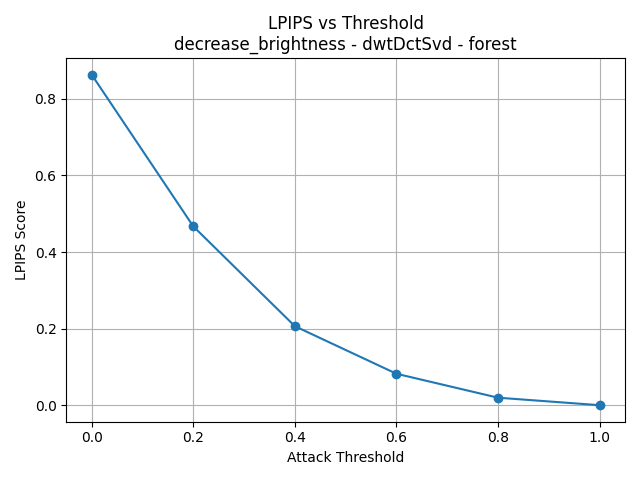 LPIPS vs Threshold
decrease_brightness - dwtDctSvd - forest
LPIPS Score
0.8
0.6
0.4
0.2
0.0
0.0 0.2 0.4 0.6 0.8 1.0
Attack Threshold